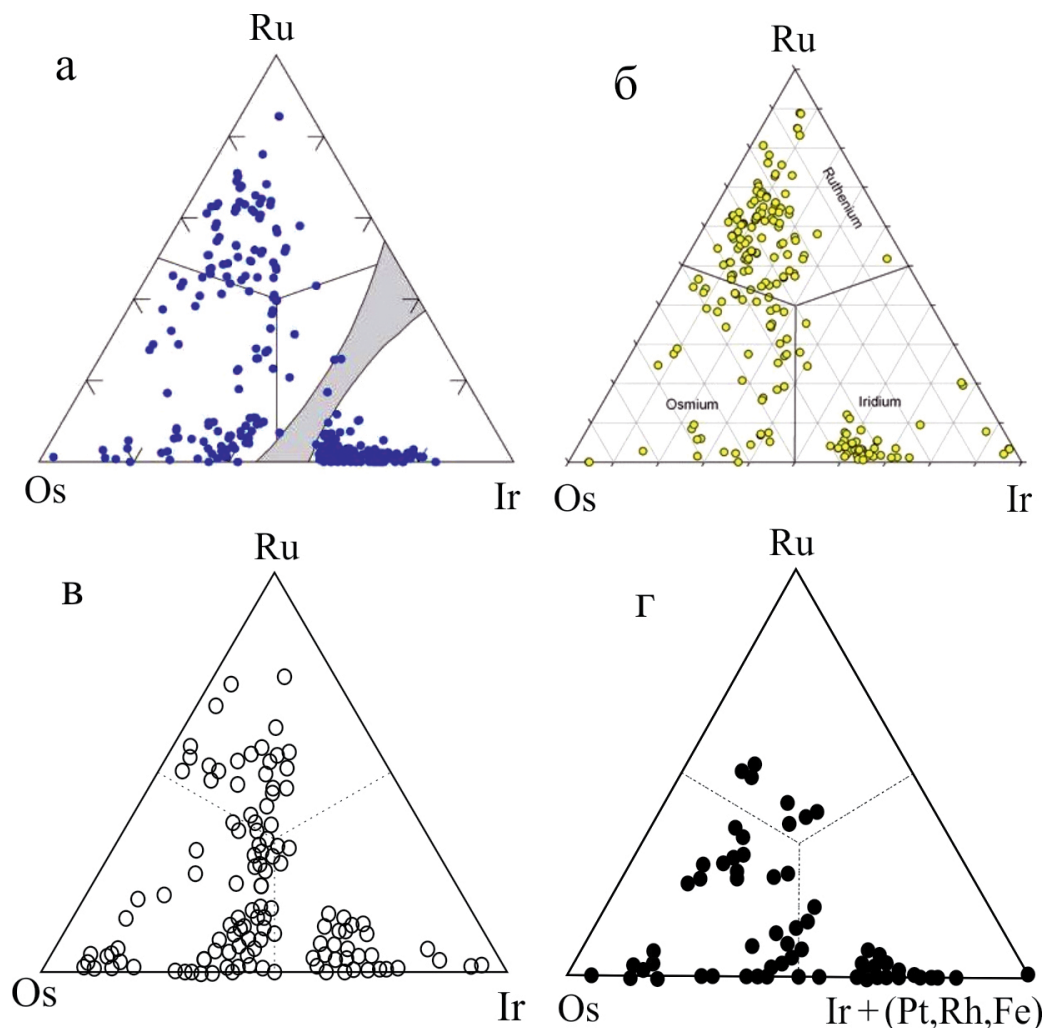 Ru
а
Os
Ir
Ru
б
Ruthenium
Osmium
Iridium
Os
Ir
Ru
в
Os
Ir
Ru
г
Os
Ir + (Pt,Rh,Fe)